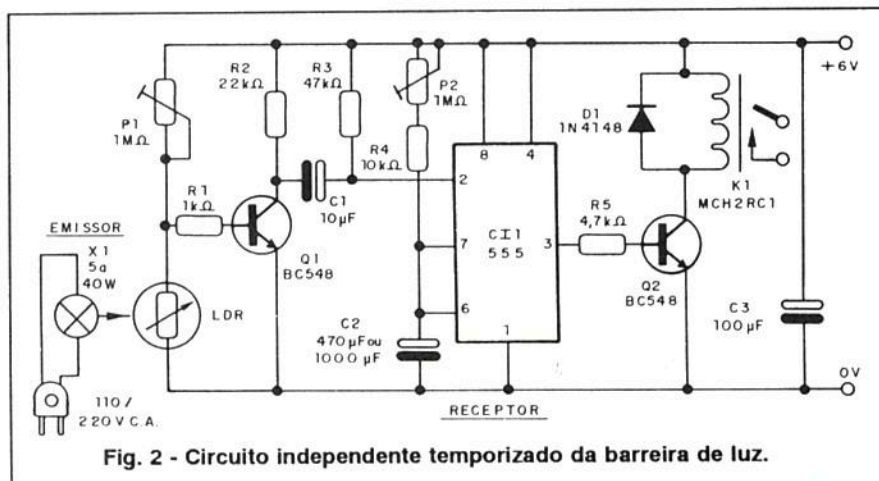 R2
22kΩ
R3
47kΩ
P2
1MΩ
+6V
P1
1MΩ
D1
1N4148
R4
10kΩ
8
4
K1
MCH2RC1
R1
1kΩ
C1
10µF
2
R5
4,7kΩ
EMISSOR
X1
5a
40W
Q1
BC548
7
CI1
555
3
Q2
BC548
LDR
6
C2
470µFou
1000µF
1
C3
100µF
0V
110/
220V C.A.
RECEPTOR
Fig. 2 - Circuito independente temporizado da barreira de luz.